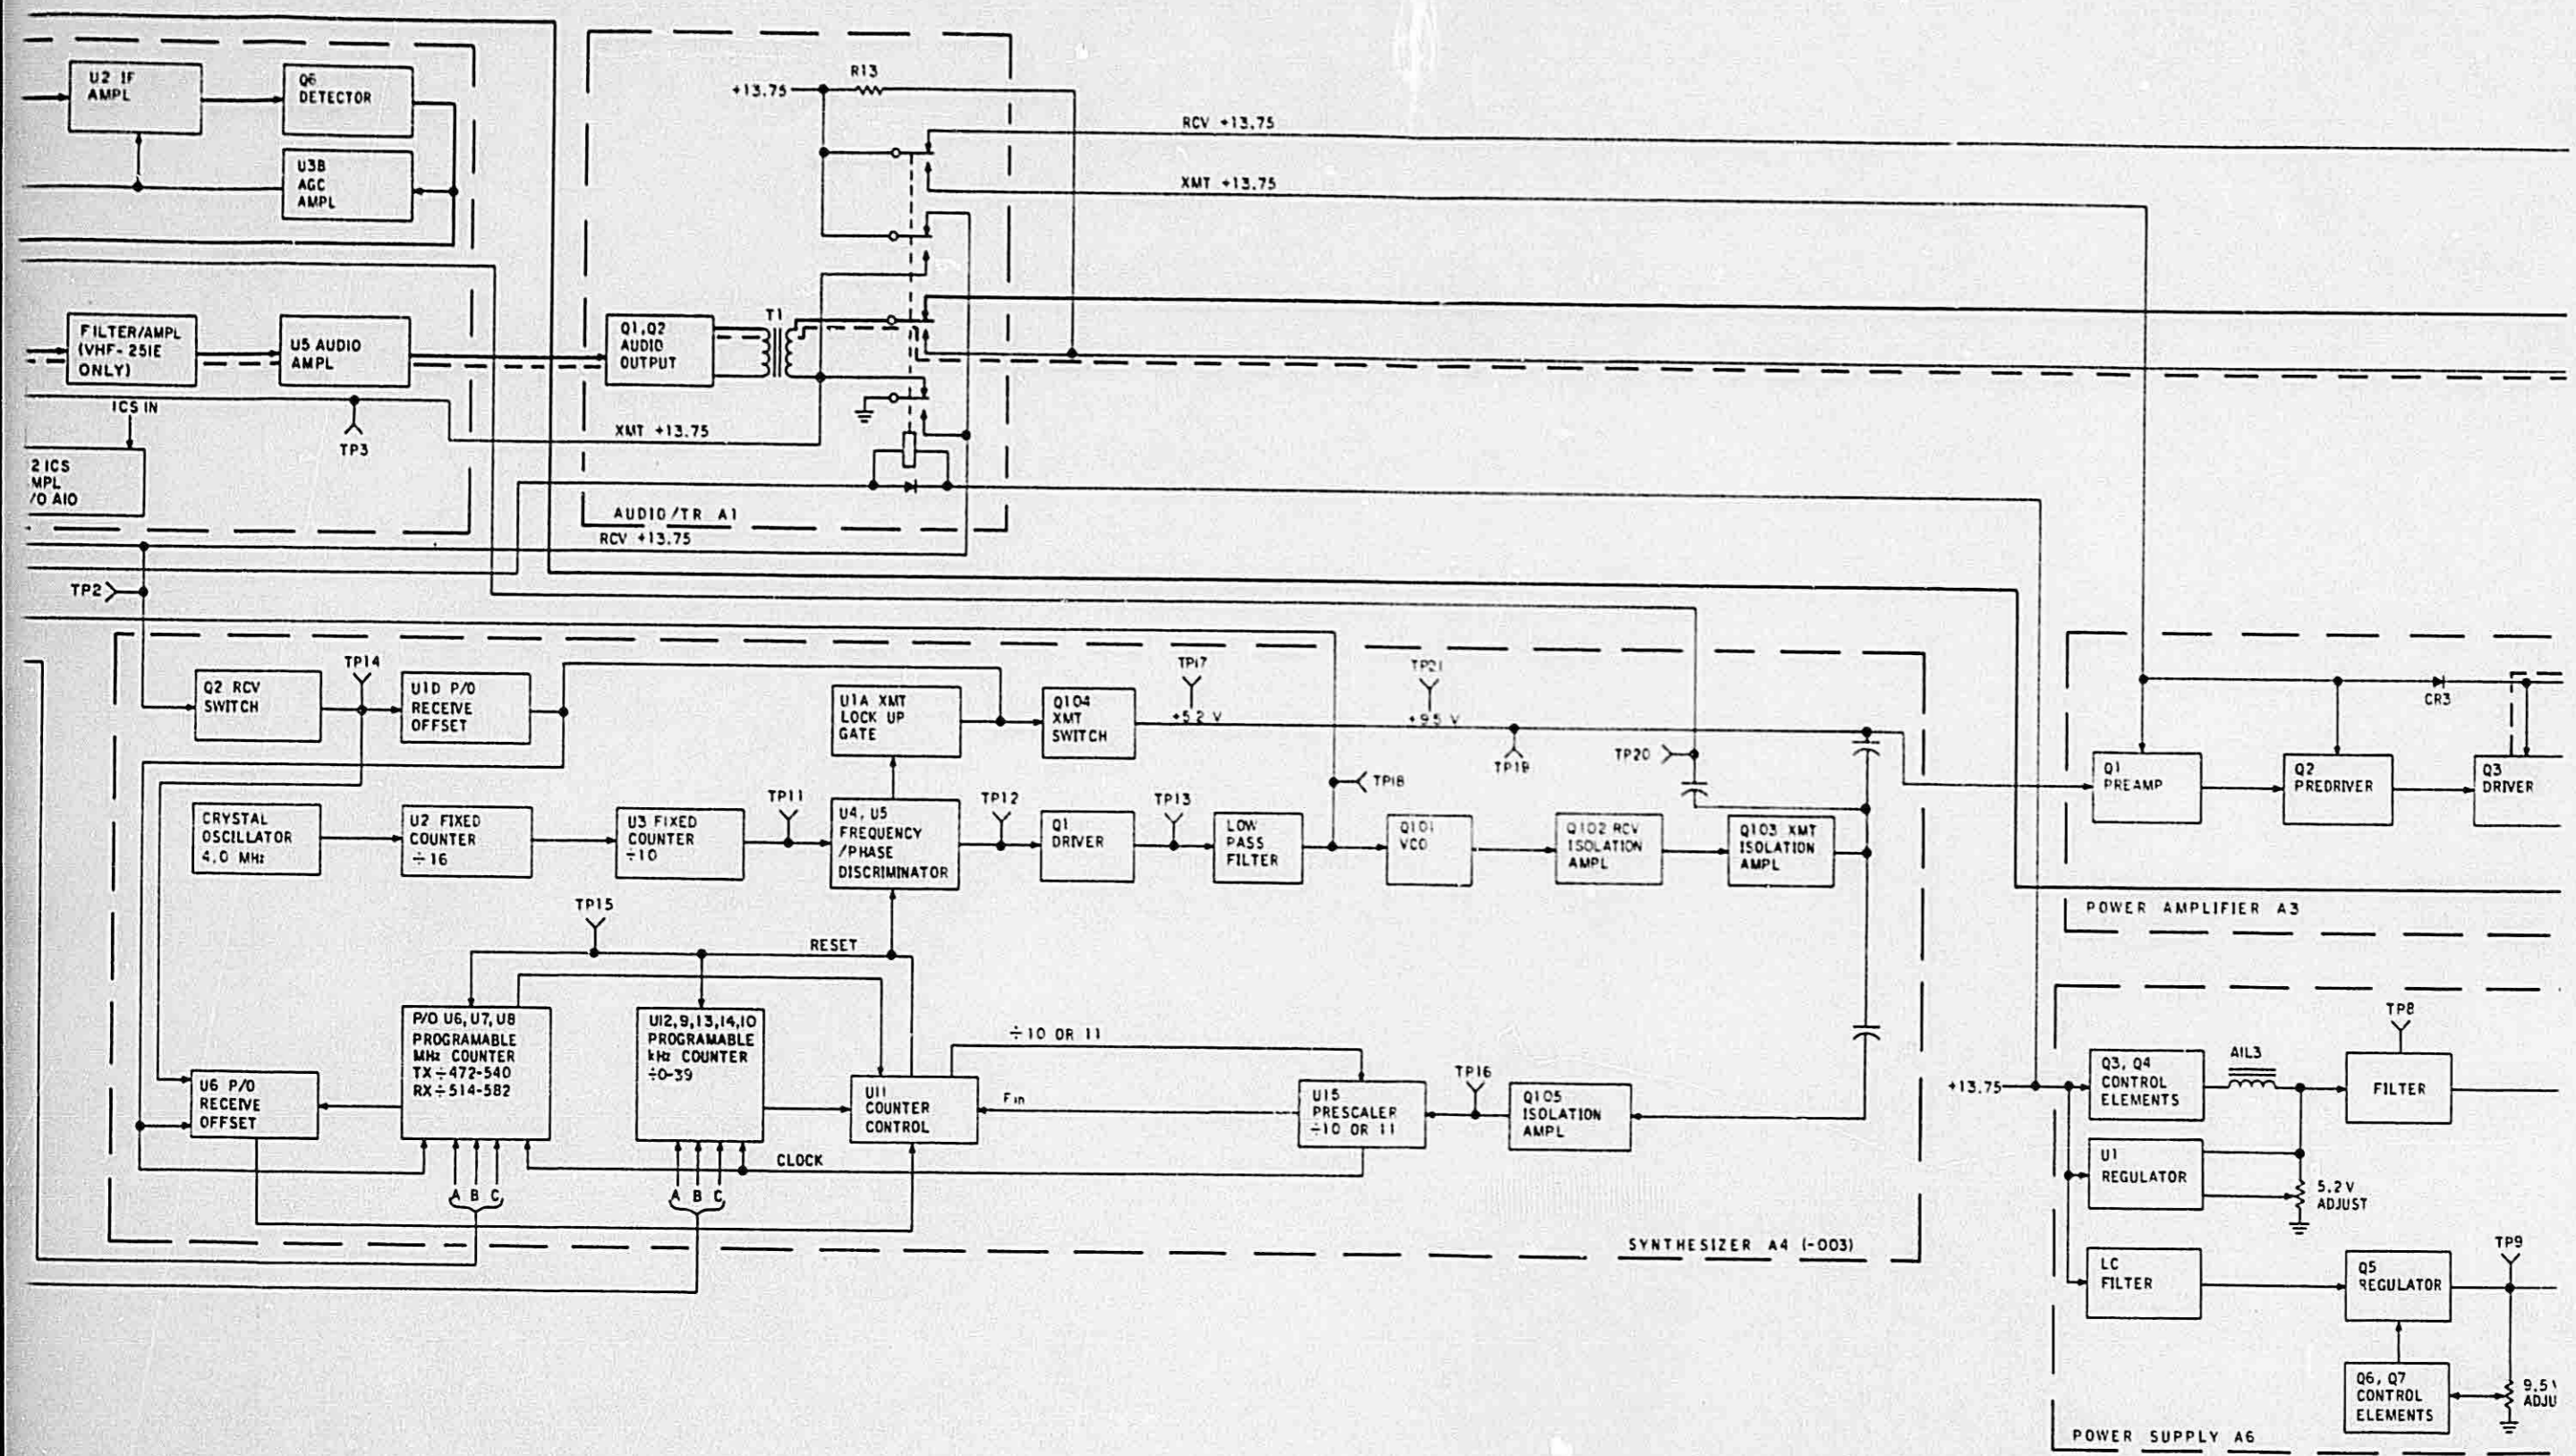 U2 IF
AMPL
Q6
DETECTOR
U3B
AGC
AMPL
FILTER/AMPL
(VHF-251E
ONLY)
U5 AUDIO
AMPL
ICS IN
TP3
2 ICS
MPL
/O A10
+13.75
R13
RCV +13.75
XMT +13.75
Q1,Q2
AUDIO
OUTPUT
T1
XMT +13.75
AUDIO/TR A1
RCV +13.75
TP2
Q2 RCV
SWITCH
TP14
U1D P/O
RECEIVE
OFFSET
U1A XMT
LOCK UP
GATE
Q104
XMT
SWITCH
TP17
+5.2 V
TP21
+9.5 V
TP19
TP20
TP18
CRYSTAL
OSCILLATOR
4.0 MHz
U2 FIXED
COUNTER
÷16
U3 FIXED
COUNTER
÷10
TP11
U4, U5
FREQUENCY
/PHASE
DISCRIMINATOR
TP12
Q1
DRIVER
TP13
LOW
PASS
FILTER
Q101
VCO
Q102 RCV
ISOLATION
AMPL
Q103 XMT
ISOLATION
AMPL
TP15
RESET
P/O U6, U7, U8
PROGRAMABLE
MHz COUNTER
TX÷472-540
RX÷514-582
U12,9,13,14,10
PROGRAMABLE
kHz COUNTER
÷0-39
U6 P/O
RECEIVE
OFFSET
U11
COUNTER
CONTROL
÷10 OR 11
Fin
U15
PRESCALER
÷10 OR 11
TP16
Q105
ISOLATION
AMPL
CLOCK
A B C
A B C
SYNTHESIZER A4 (-003)
CR3
Q1
PREAMP
Q2
PREDRIVER
Q3
DRIVER
POWER AMPLIFIER A3
+13.75
Q3, Q4
CONTROL
ELEMENTS
A1L3
TP8
FILTER
U1
REGULATOR
5.2 V
ADJUST
LC
FILTER
Q5
REGULATOR
TP9
Q6, Q7
CONTROL
ELEMENTS
9.5
ADJU
POWER SUPPLY A6